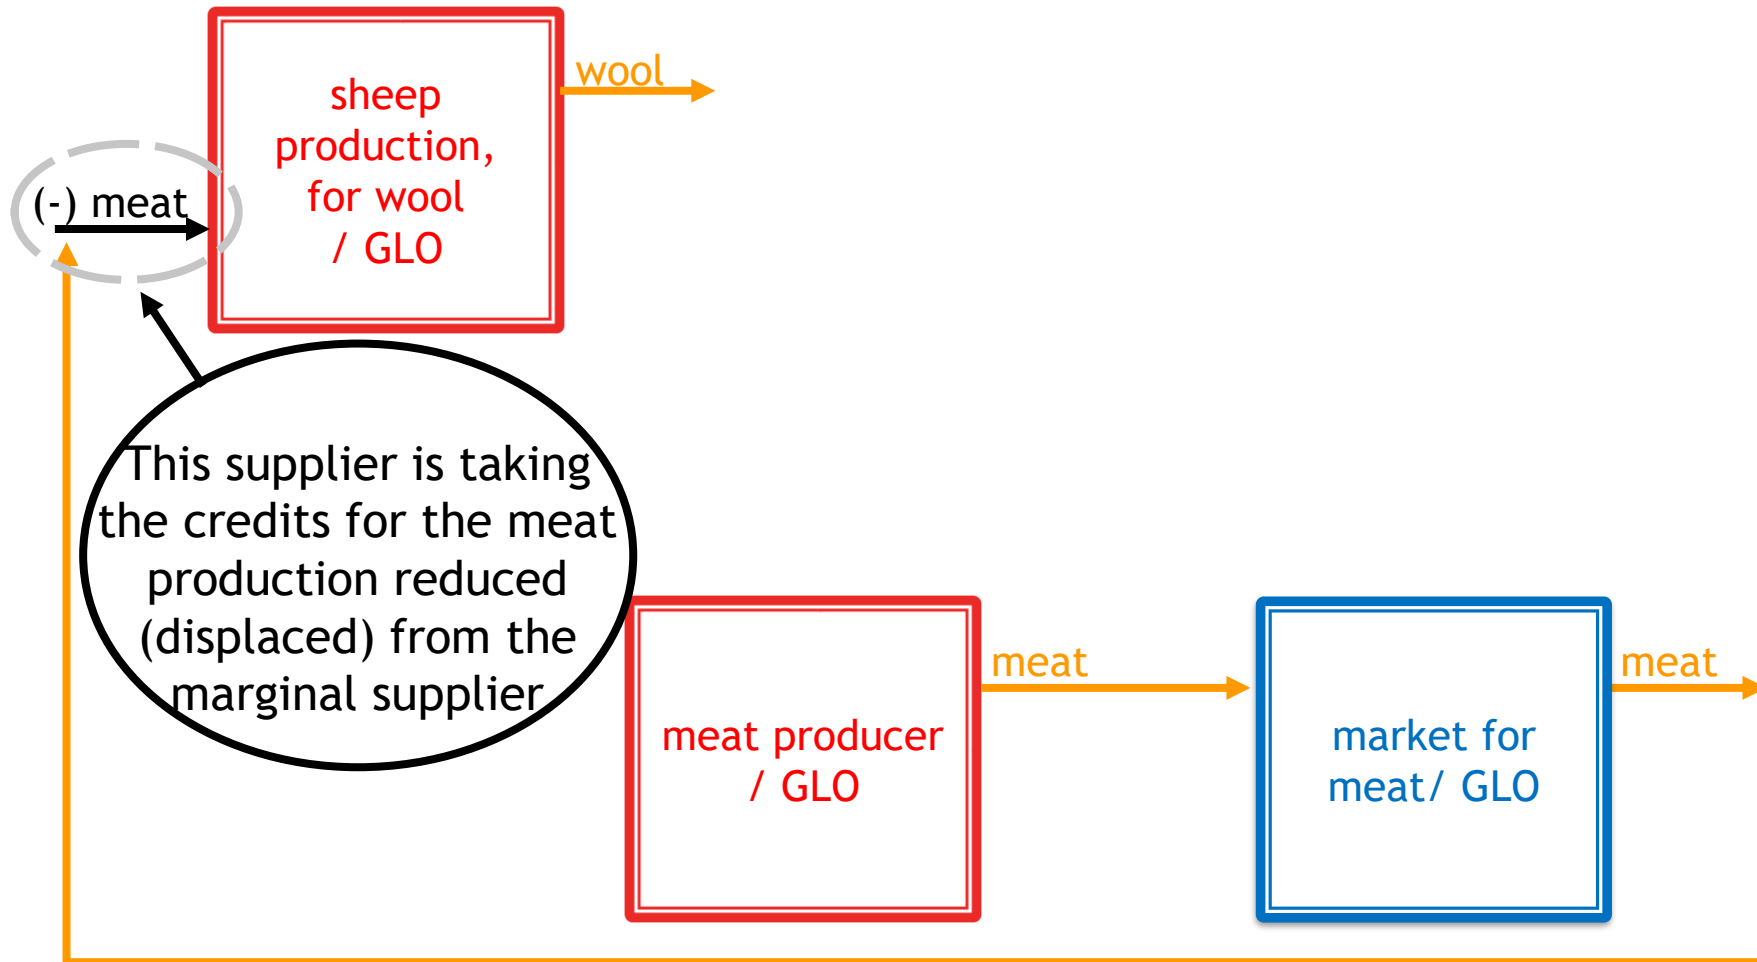 wool
sheep
production,
for wool
/ GLO
(-) meat
This supplier is taking
the credits for the meat
production reduced
(displaced) from the
marginal supplier
meat
meat
meat producer
/ GLO
market for
meat/ GLO